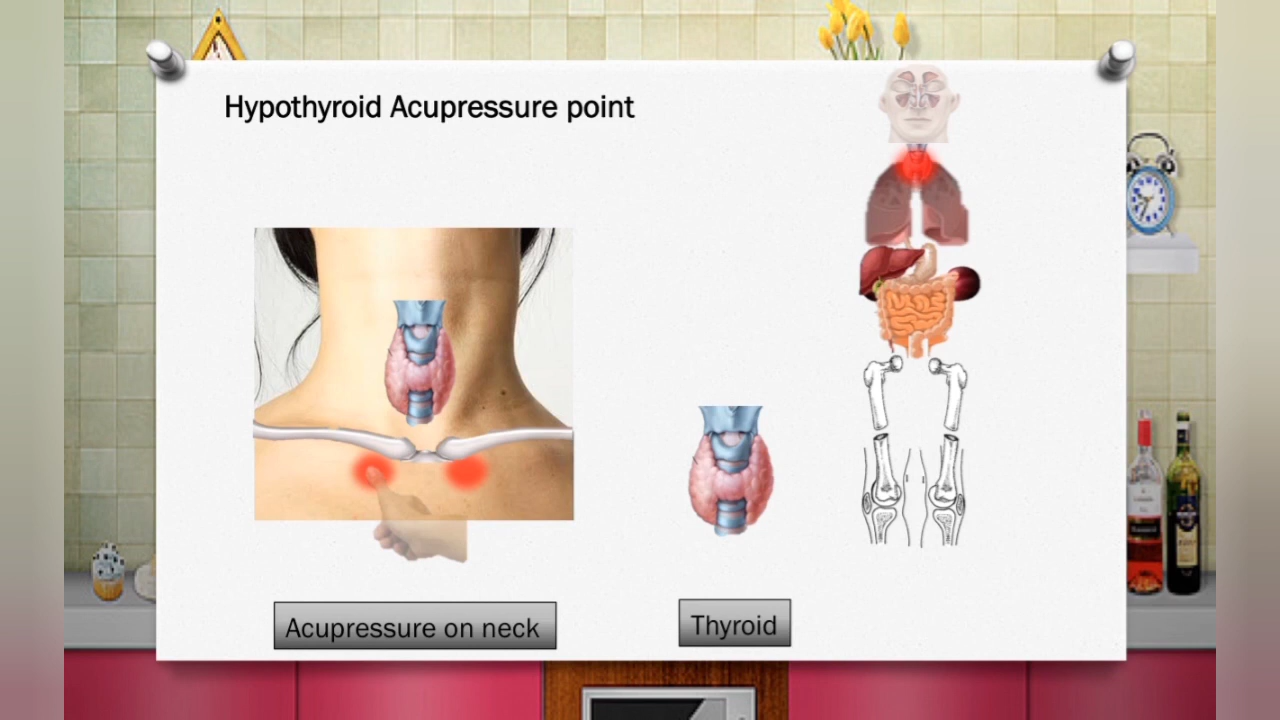 Hypothyroid Acupressure point
Acupressure on neck
Thyroid